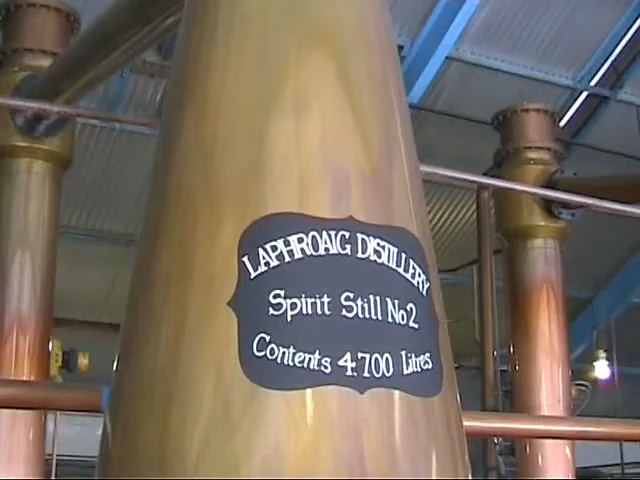 LAPHROAIG DISTILLERY
Spirit Still No2
Contents 4.700 Litres